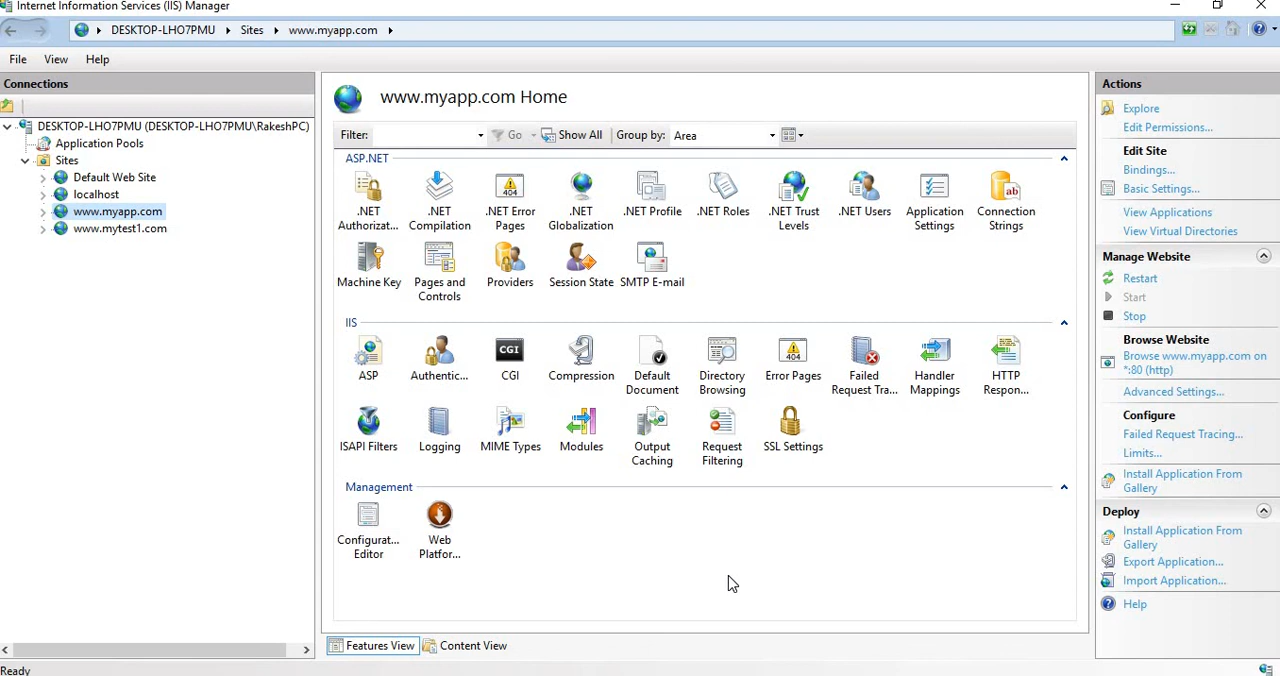 Internet Information Services (IIS) Manager
DESKTOP-LHO7PMU
Sites
www.myapp.com
File
View
Help
Connections
DESKTOP-LHO7PMU (DESKTOP-LHO7PMU\RakeshPC)
Application Pools
Sites
Default Web Site
localhost
www.myapp.com
www.mytest1.com
www.myapp.com Home
Filter:
Go
Show All
Group by:
Area
ASP.NET
.NET
Authorizat...
.NET
Compilation
.NET Error
Pages
.NET
Globalization
.NET Profile
.NET Roles
.NET Trust
Levels
.NET Users
Application
Settings
Connection
Strings
Machine Key
Pages and
Controls
Providers
Session State
SMTP E-mail
IIS
ASP
Authentic...
CGI
CGI
Compression
Default
Document
Directory
Browsing
404
Error Pages
Failed
Request Tra...
Handler
Mappings
HTTP
Respon...
ISAPI Filters
Logging
MIME Types
Modules
Output
Caching
Request
Filtering
SSL Settings
Management
Configurat...
Editor
Web
Platfor...
Features View
Content View
Actions
Explore
Edit Permissions...
Edit Site
Bindings...
Basic Settings...
View Applications
View Virtual Directories
Manage Website
Restart
Start
Stop
Browse Website
Browse www.myapp.com on
*:80 (http)
Advanced Settings...
Configure
Failed Request Tracing...
Limits...
Install Application From
Gallery
Deploy
Install Application From
Gallery
Export Application...
Import Application...
Help
Ready